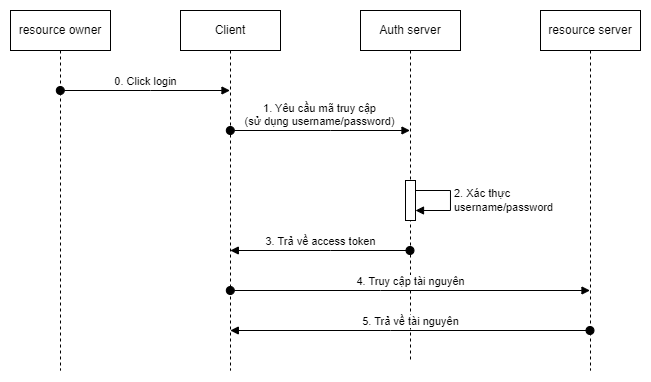 resource owner
Client
Auth server
resource server
0. Click login
1. Yêu cầu mã truy cập
(sử dụng username/password)
2. Xác thực
username/password
3. Trả về access token
4. Truy cập tài nguyên
5. Trả về tài nguyên